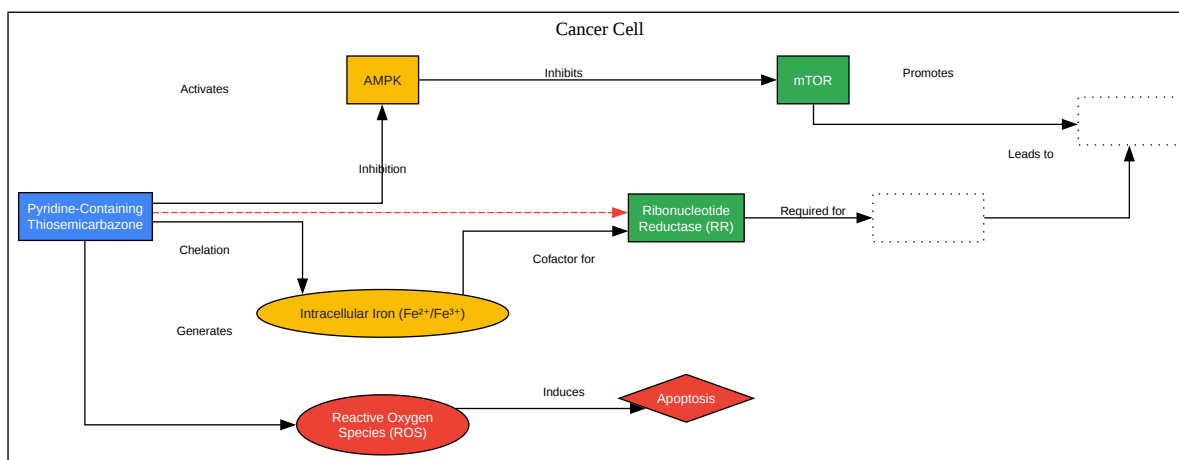 Cancer Cell
Inhibits
Promotes
AMPK
mTOR
Activates
Leads to
Inhibition
Pyridine-Containing
Thiosemicarbazone
Ribonucleotide
Reductase (RR)
Required for
Chelation
Cofactor for
Intracellular Iron (Fe²⁺/Fe³⁺)
Generates
Induces
Apoptosis
Reactive Oxygen
Species (ROS)